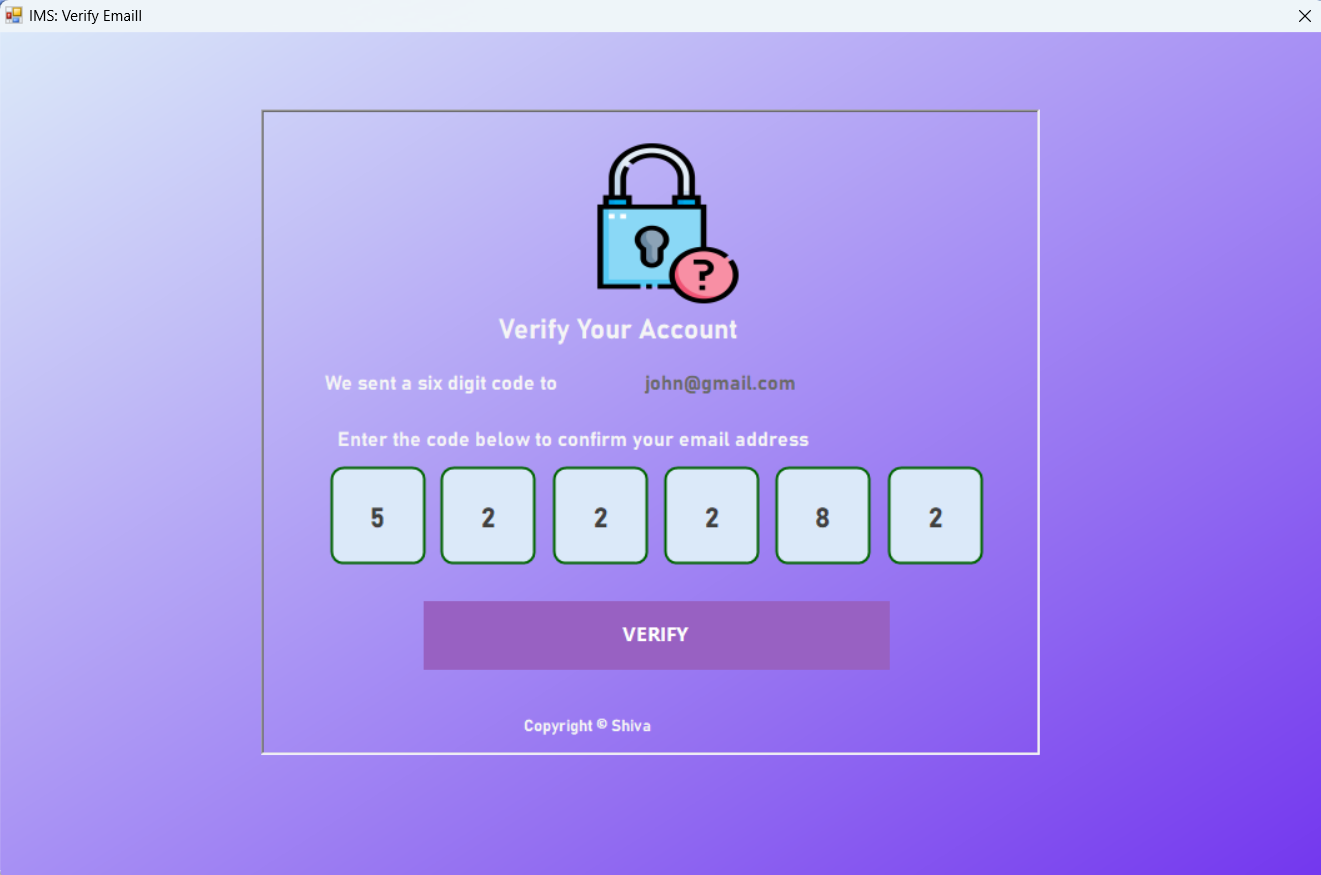 IMS: Verify Emaill
?
Verify Your Account
We sent a six digit code to john@gmail.com
Enter the code below to confirm your email address
5 2 2 2 8 2
VERIFY
Copyright © Shiva